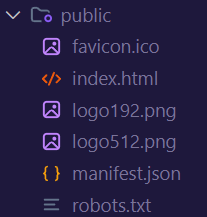 public
favicon.ico
index.html
logo192.png
logo512.png
manifest.json
robots.txt